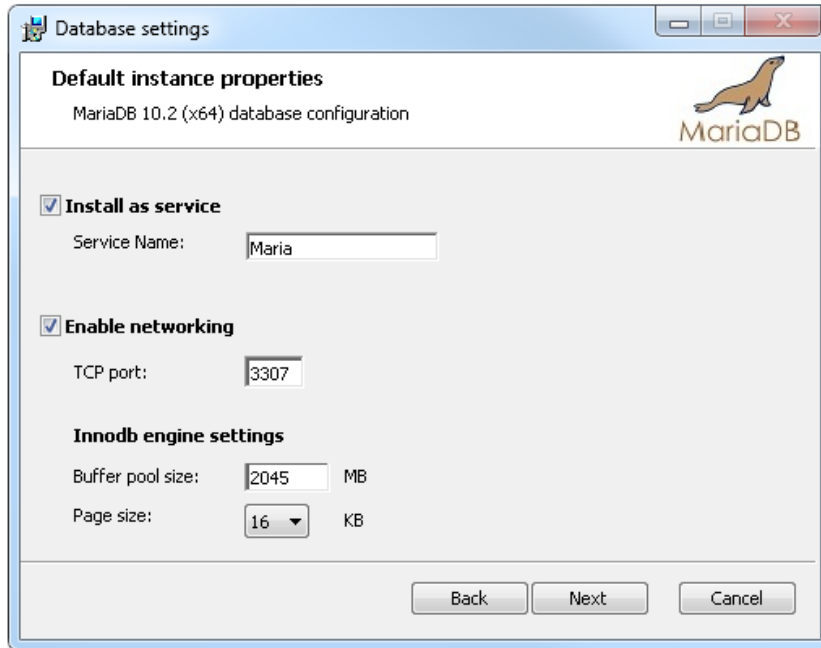 Database settings
Default instance properties
MariaDB 10.2 (x64) database configuration
MariaDB
Install as service
Service Name: Maria
Enable networking
TCP port: 3307
Innodb engine settings
Buffer pool size: 2045 MB
Page size: 16 KB
Back Next Cancel